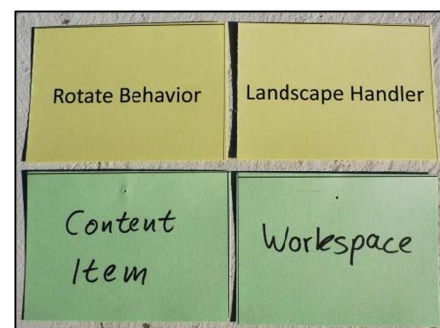 Rotate Behavior
Landscape Handler
Content
Item
Workspace